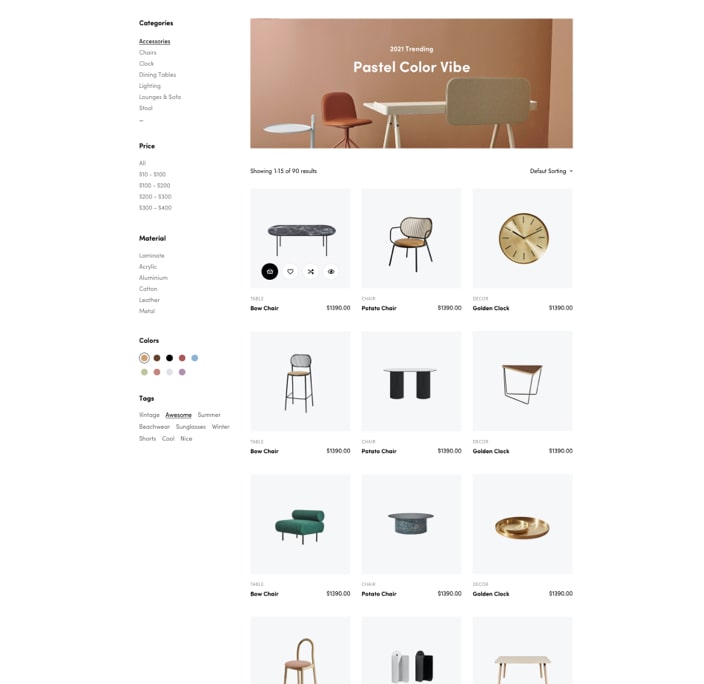 Categories
Accessories
Chairs
Clock
Dining Tables
Lighting
Lounges & Sofa
Stool
Price
All
$10 - $100
$100 - $200
$200 - $300
$300 - $400
Material
Laminate
Acrylic
Aluminium
Cotton
Leather
Metal
Colors
Tags
Vintage Awesome Summer
Beachwear Sunglasses Winter
Shorts Cool Nice
2021 Trending
Pastel Color Vibe
Showing 1-15 of 90 results
Defaut Sorting
TABLE
Bow Chair $1390.00
CHAIR
Potato Chair $1390.00
DECOR
Golden Clock $1390.00
TABLE
Bow Chair $1390.00
CHAIR
Potato Chair $1390.00
DECOR
Golden Clock $1390.00
TABLE
Bow Chair $1390.00
CHAIR
Potato Chair $1390.00
DECOR
Golden Clock $1390.00